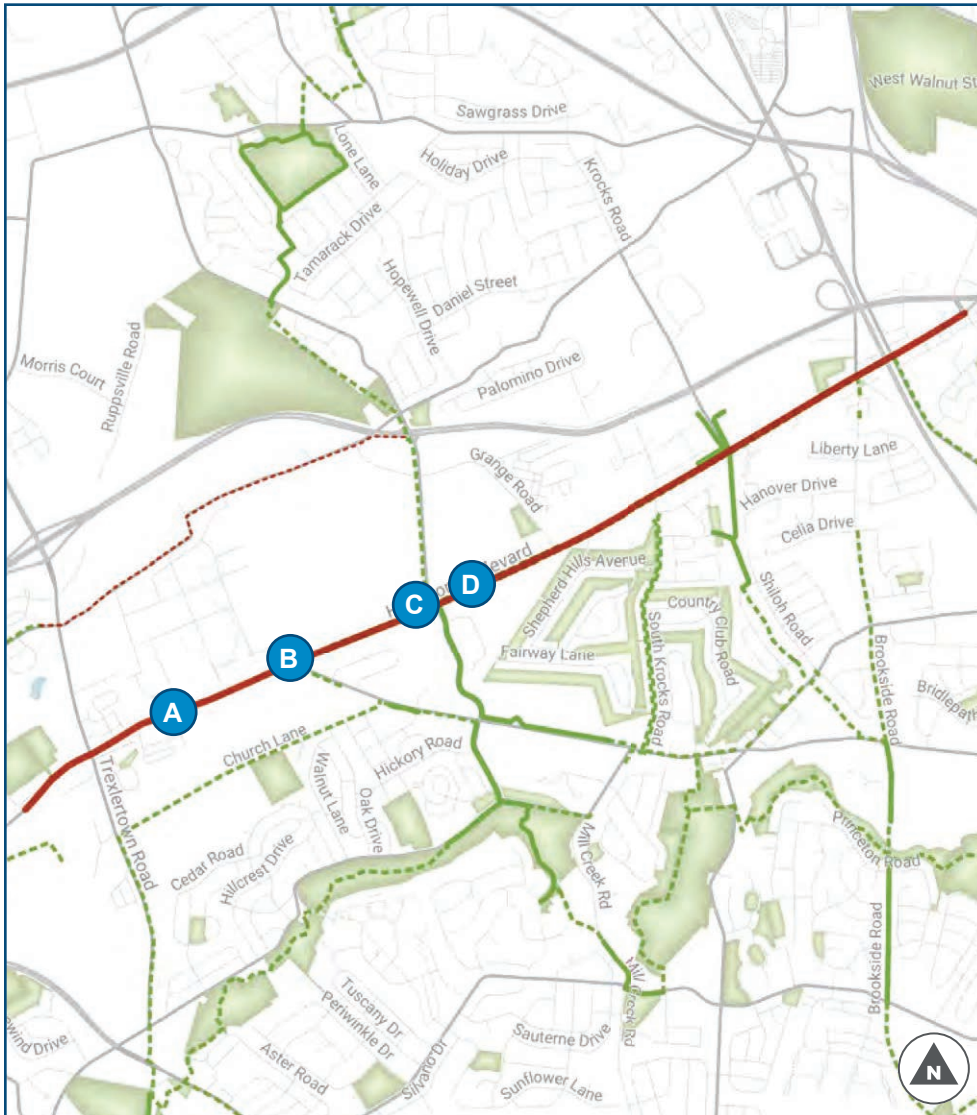 West Walnut St
Sawgrass Drive
Lone Lane
Holiday Drive
Krocks Road
Tamarack Drive
Hopewell Drive
Daniel Street
Ruppsville Road
Morris Court
Palomino Drive
Grange Road
Liberty Lane
Hanover Drive
Celia Drive
evard
D
C
Shepherd Hills Avenue
Country
Club Road
Shiloh Road
B
Fairway Lane
South Krocks Road
Brookside Road
Bridlepath
A
Church Lane
Hickory Road
Walnut Lane
Oak Drive
Trexlertown Road
Cedar Road
Hillcrest Drive
Mill Creek Rd
Princeton Road
Brookside Road
Mill Creek Rd
Tuscany Dr
Periwinkle Dr
Silvano Dr
Sauterne Drive
ewind Drive
Aster Road
Sunflower Lane
N